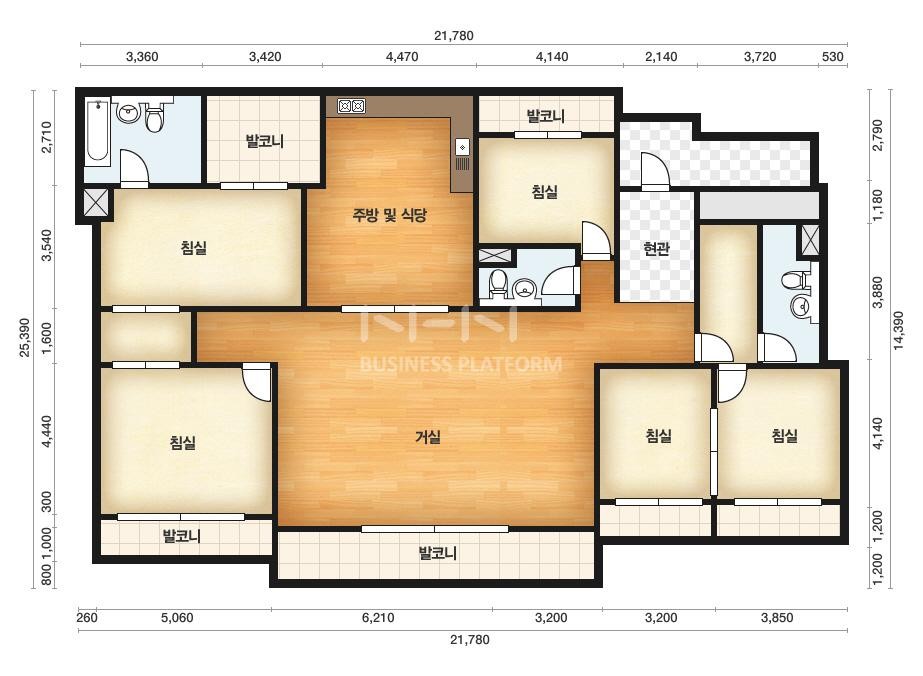 21,780
3,360 3,420 4,470 4,140 2,140 3,720 530
발코니
발코니
침실
주방 및 식당
침실
현관
NHN
BUSINESS PLATFORM
침실
거실
침실
침실
발코니
발코니
25,390
2,710
3,540
1,600
4,440
300
1,000
800
2,790
1,180
3,880
4,140
1,200
1,200
14,390
260 5,060 6,210 3,200 3,200 3,850
21,780